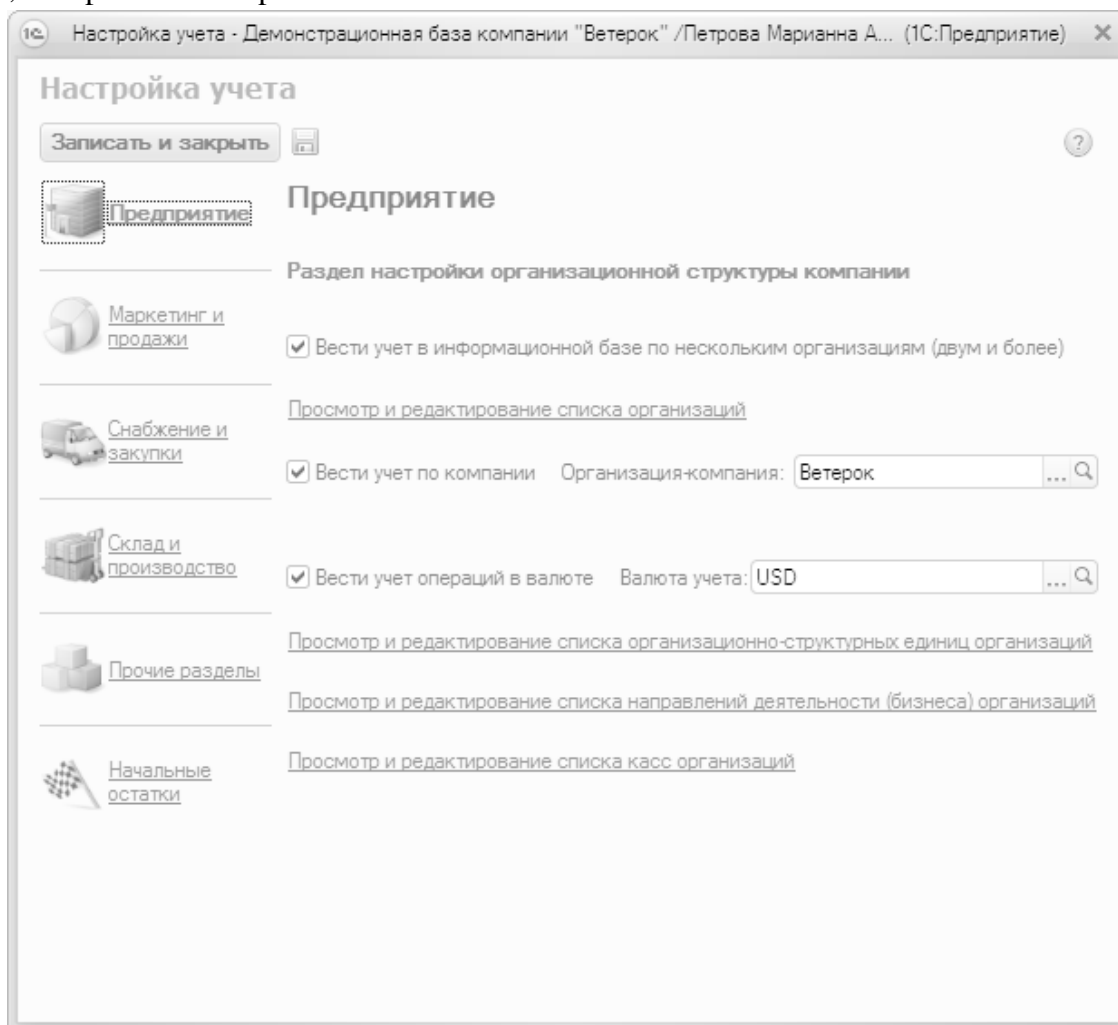 1С Настройка учета - Демонстрационная база компании "Ветерок" /Петрова Марианна А... (1С:Предприятие)
Настройка учета
Записать и закрыть
?
Предприятие
Предприятие
Раздел настройки организационной структуры компании
Маркетинг и
продажи
Вести учет в информационной базе по нескольким организациям (двум и более)
Просмотр и редактирование списка организаций
Снабжение и
закупки
Вести учет по компании Организация-компания: Ветерок ...
Склад и
производство
Вести учет операций в валюте Валюта учета: USD ...
Просмотр и редактирование списка организационно-структурных единиц организаций
Прочие разделы
Просмотр и редактирование списка направлений деятельности (бизнеса) организаций
Просмотр и редактирование списка касс организаций
Начальные
остатки